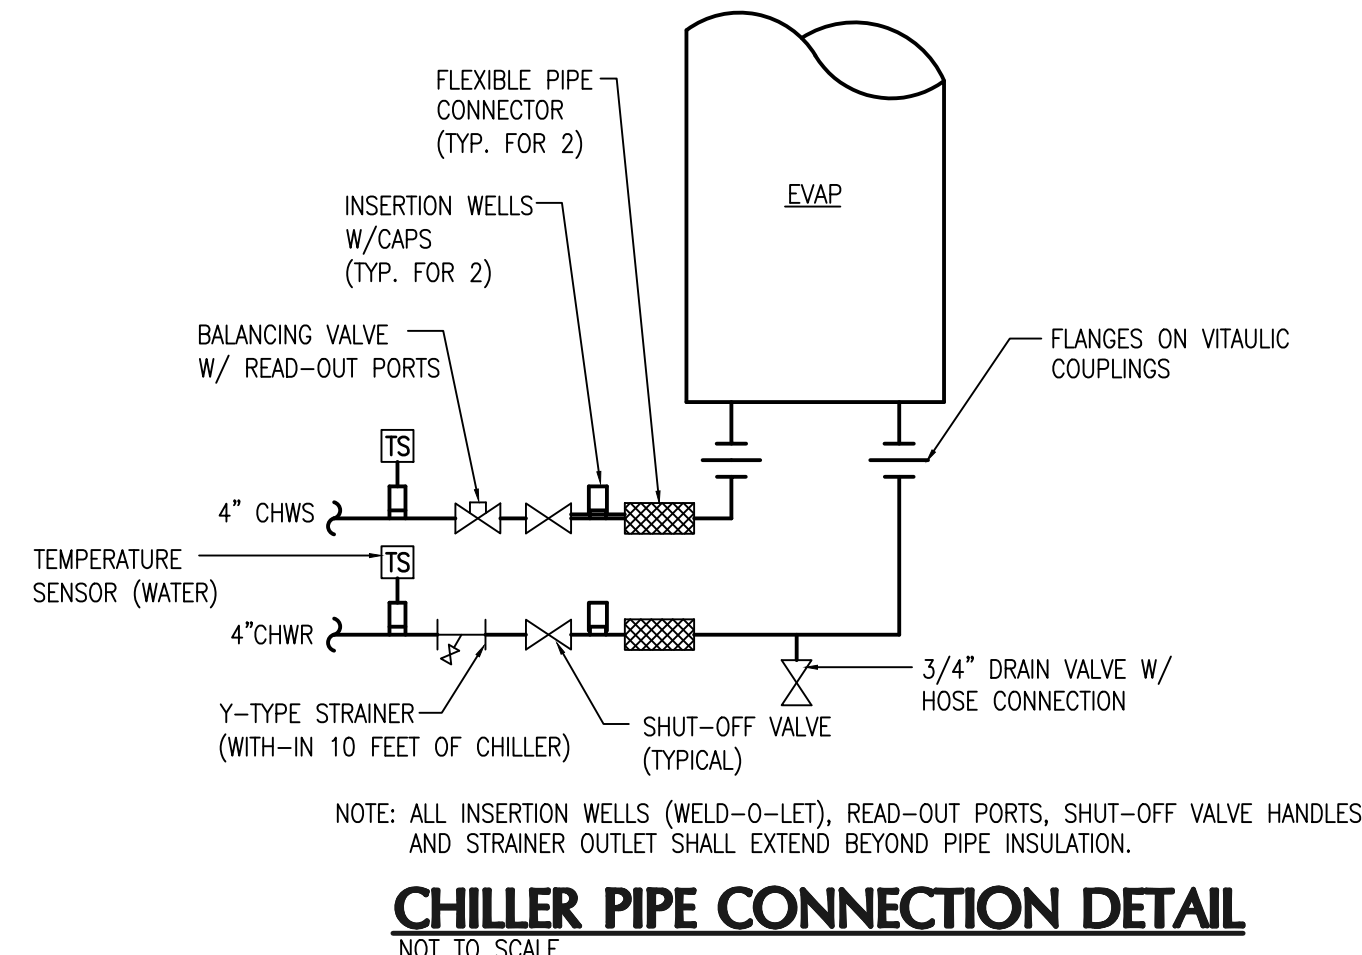 FLEXIBLE PIPE
CONNECTOR
(TYP. FOR 2)
EVAP
INSERTION WELLS
W/CAPS
(TYP. FOR 2)
BALANCING VALVE
W/ READ-OUT PORTS
FLANGES ON VITAULIC
COUPLINGS
TS
4" CHWS
TEMPERATURE
SENSOR (WATER)
TS
4"CHWR
Y-TYPE STRAINER
(WITH-IN 10 FEET OF CHILLER)
SHUT-OFF VALVE
(TYPICAL)
3/4" DRAIN VALVE W/
HOSE CONNECTION
NOTE: ALL INSERTION WELLS (WELD-O-LET), READ-OUT PORTS, SHUT-OFF VALVE HANDLES
AND STRAINER OUTLET SHALL EXTEND BEYOND PIPE INSULATION.
CHILLER PIPE CONNECTION DETAIL
NOT TO SCALE